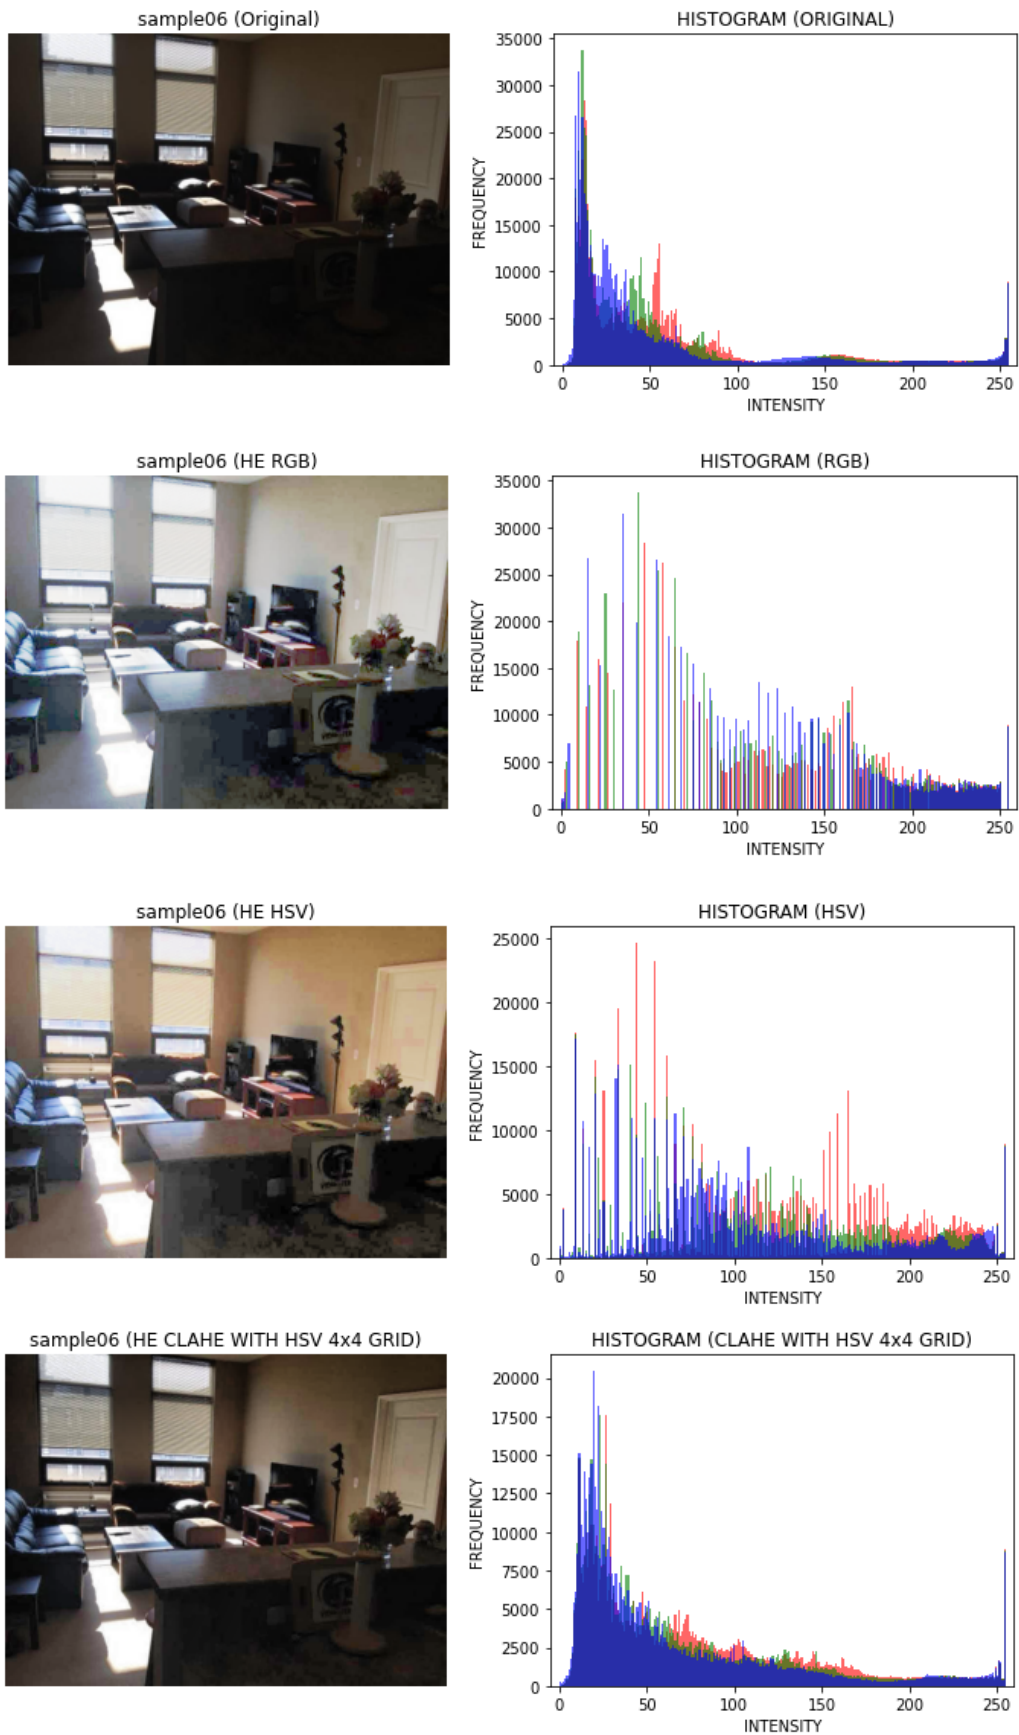 sample06 (Original)
HISTOGRAM (ORIGINAL)
35000
30000
25000
20000
15000
10000
5000
0
FREQUENCY
0 50 100 150 200 250
INTENSITY
sample06 (HE RGB)
HISTOGRAM (RGB)
35000
30000
25000
20000
15000
10000
5000
0
FREQUENCY
0 50 100 150 200 250
INTENSITY
sample06 (HE HSV)
HISTOGRAM (HSV)
25000
20000
15000
10000
5000
0
FREQUENCY
0 50 100 150 200 250
INTENSITY
sample06 (HE CLAHE WITH HSV 4x4 GRID)
HISTOGRAM (CLAHE WITH HSV 4x4 GRID)
20000
17500
15000
12500
10000
7500
5000
2500
0
FREQUENCY
0 50 100 150 200 250
INTENSITY